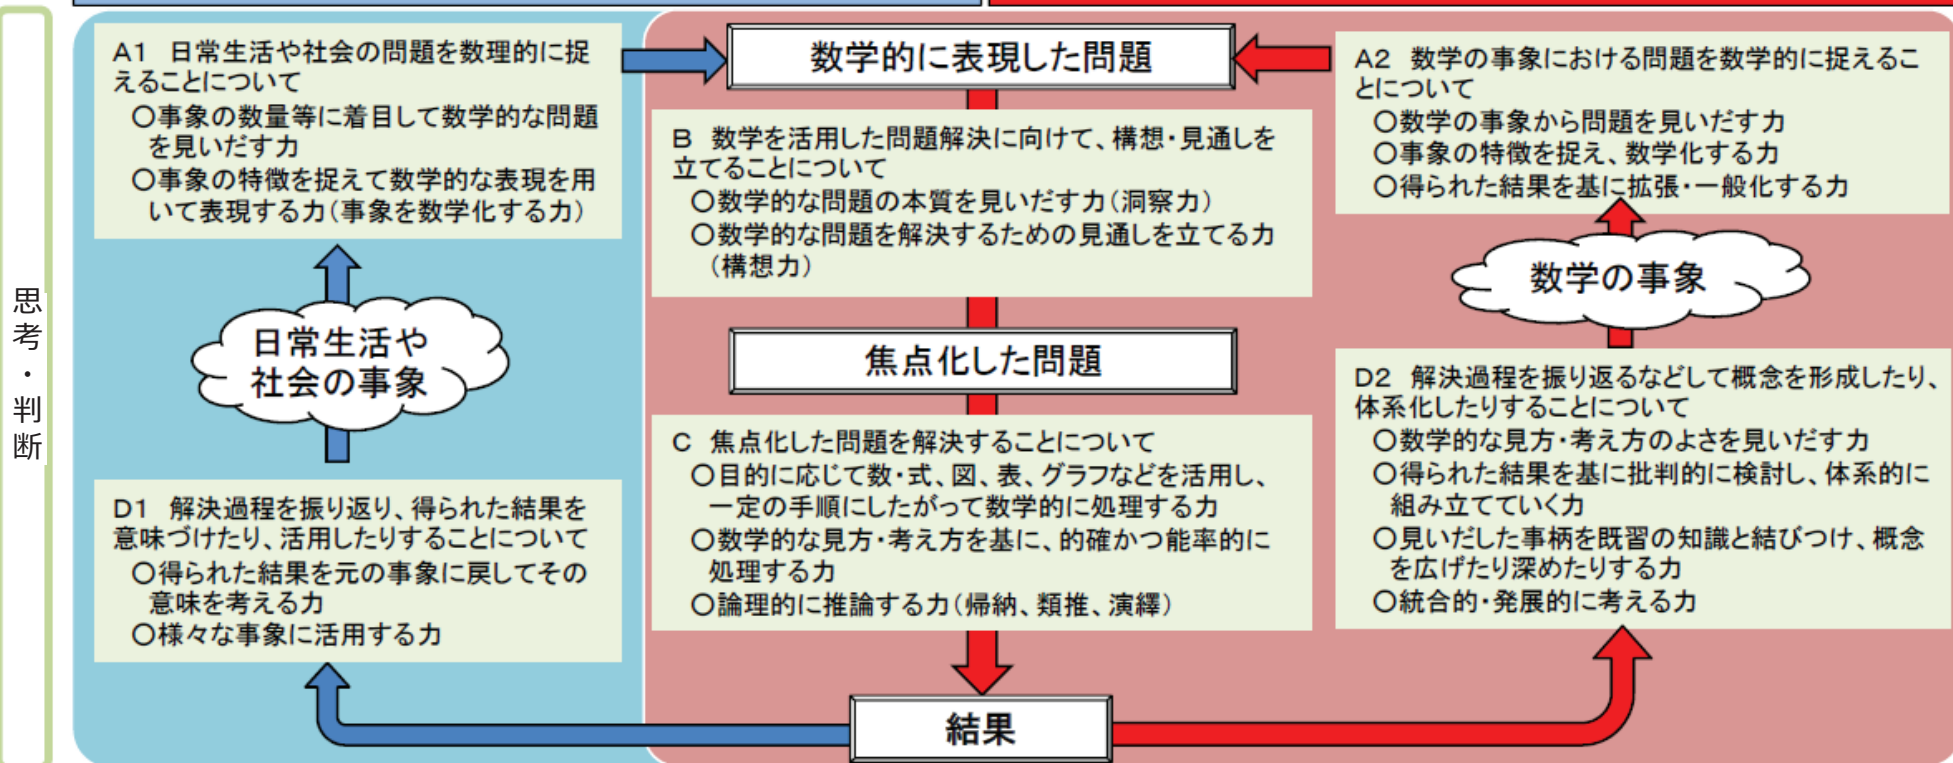 思考・判断
A1 日常生活や社会の問題を数理的に捉
えることについて
○事象の数量等に着目して数学的な問題
を見いだす力
○事象の特徴を捉えて数学的な表現を用
いて表現する力(事象を数学化する力)
日常生活や
社会の事象
D1 解決過程を振り返り、得られた結果を
意味づけたり、活用したりすることについて
○得られた結果を元の事象に戻してその
意味を考える力
○様々な事象に活用する力
数学的に表現した問題
B 数学を活用した問題解決に向けて、構想・見通しを
立てることについて
○数学的な問題の本質を見いだす力(洞察力)
○数学的な問題を解決するための見通しを立てる力
(構想力)
焦点化した問題
C 焦点化した問題を解決することについて
○目的に応じて数・式、図、表、グラフなどを活用し、
一定の手順にしたがって数学的に処理する力
○数学的な見方・考え方を基に、的確かつ能率的に
処理する力
○論理的に推論する力(帰納、類推、演繹)
結果
A2 数学の事象における問題を数学的に捉えるこ
とについて
○数学の事象から問題を見いだす力
○事象の特徴を捉え、数学化する力
○得られた結果を基に拡張・一般化する力
数学の事象
D2 解決過程を振り返るなどして概念を形成したり、
体系化したりすることについて
○数学的な見方・考え方のよさを見いだす力
○得られた結果を基に批判的に検討し、体系的に
組み立てていく力
○見いだした事柄を既習の知識と結びつけ、概念
を広げたり深めたりする力
○統合的・発展的に考える力